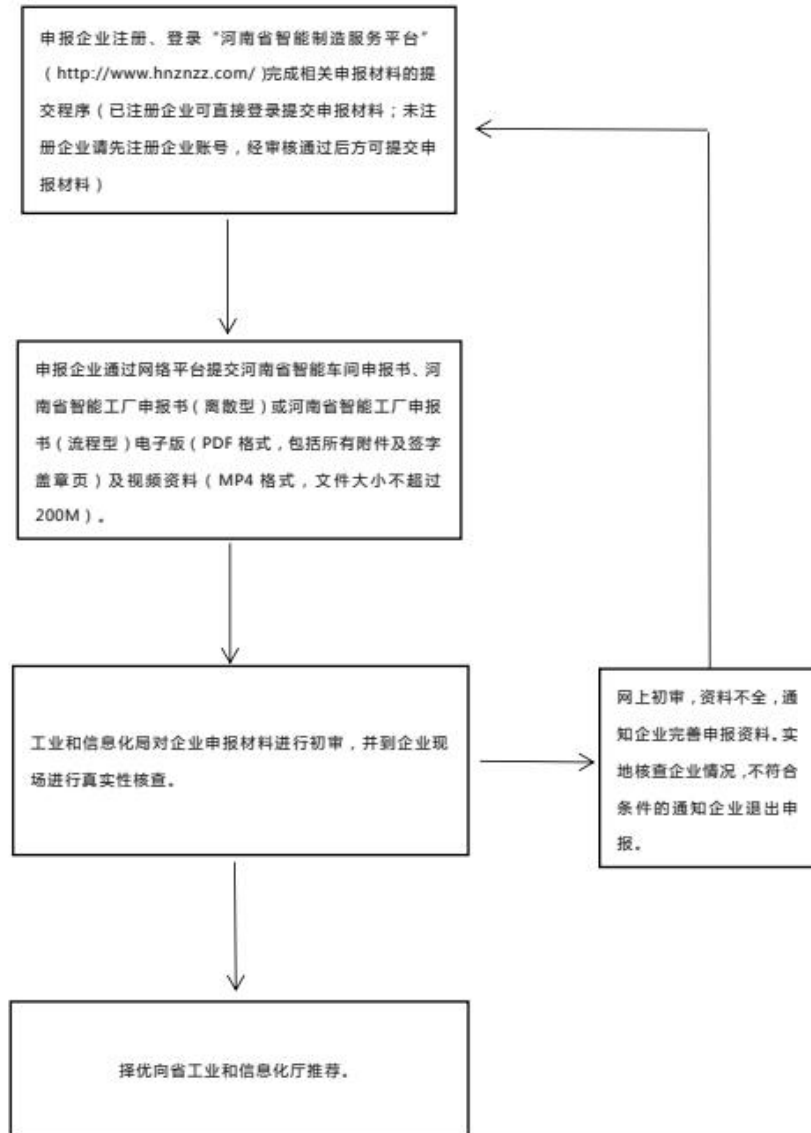 申报企业注册、登录“河南省智能制造服务平台”
（http://www.hnznzz.com/ )完成相关申报材料的提
交程序（已注册企业可直接登录提交申报材料；未注
册企业请先注册企业账号，经审核通过后方可提交申
报材料）
申报企业通过网络平台提交河南省智能车间申报书、河
南省智能工厂申报书（离散型）或河南省智能工厂申报
书（流程型）电子版（PDF 格式，包括所有附件及签字
盖章页）及视频资料（MP4 格式，文件大小不超过
200M）。
工业和信息化局对企业申报材料进行初审，并到企业现
场进行真实性核查。
网上初审，资料不全，通
知企业完善申报资料。实
地核查企业情况，不符合
条件的通知企业退出申
报。
择优向省工业和信息化厅推荐。